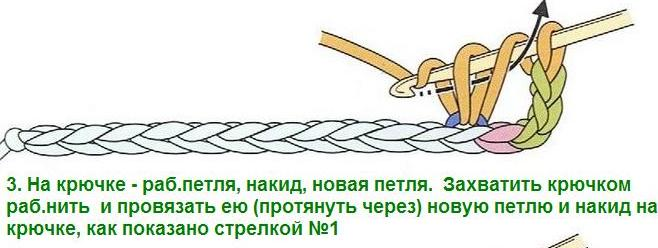 3. На крючке - раб.петля, накид, новая петля.  Захватить крючком
раб.нить  и провязать ею (протянуть через) новую петлю и накид на
крючке, как показано стрелкой №1